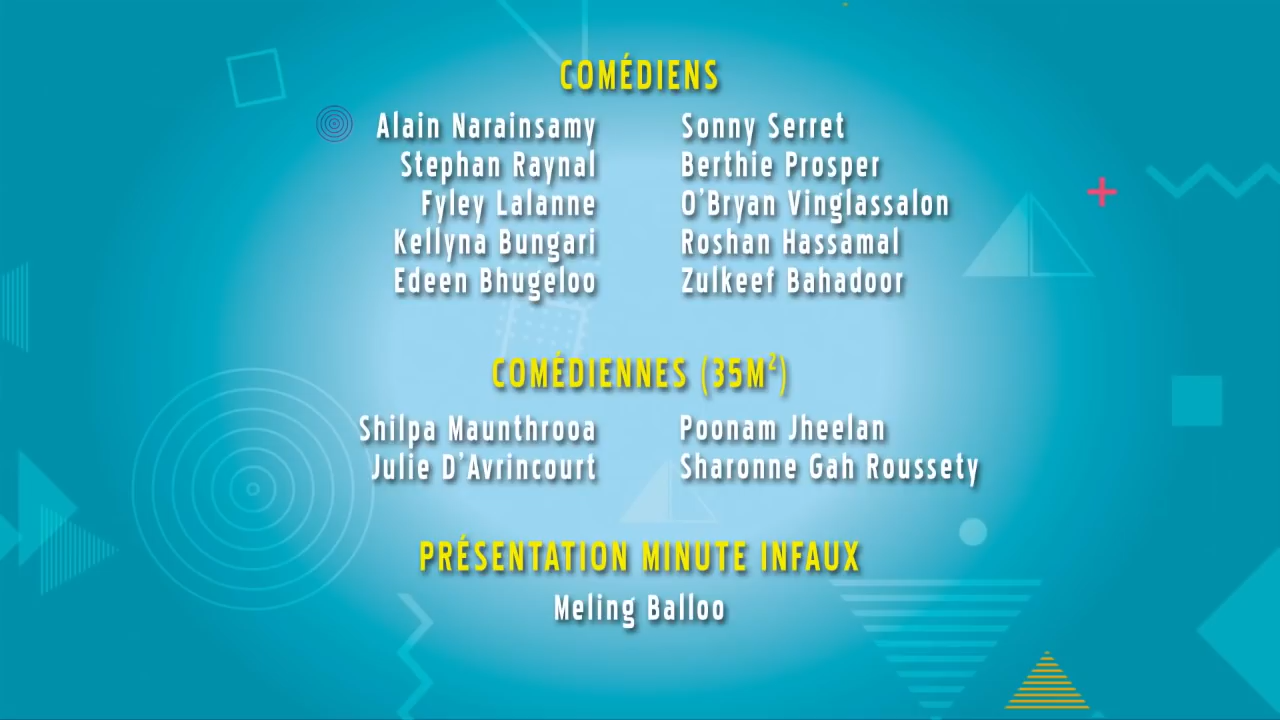 COMÉDIENS
Alain Narainsamy Sonny Serret
Stephan Raynal Berthie Prosper
Fyley Lalanne O'Bryan Vinglassalon
Kellyna Bungari Roshan Hassamal
Edeen Bhugeloo Zulkeef Bahadoor
COMÉDIENNES (35M²)
Shilpa Maunthrooa Poonam Jheelan
Julie D'Avrincourt Sharonne Gah Roussety
PRÉSENTATION MINUTE INFAUX
Meling Balloo